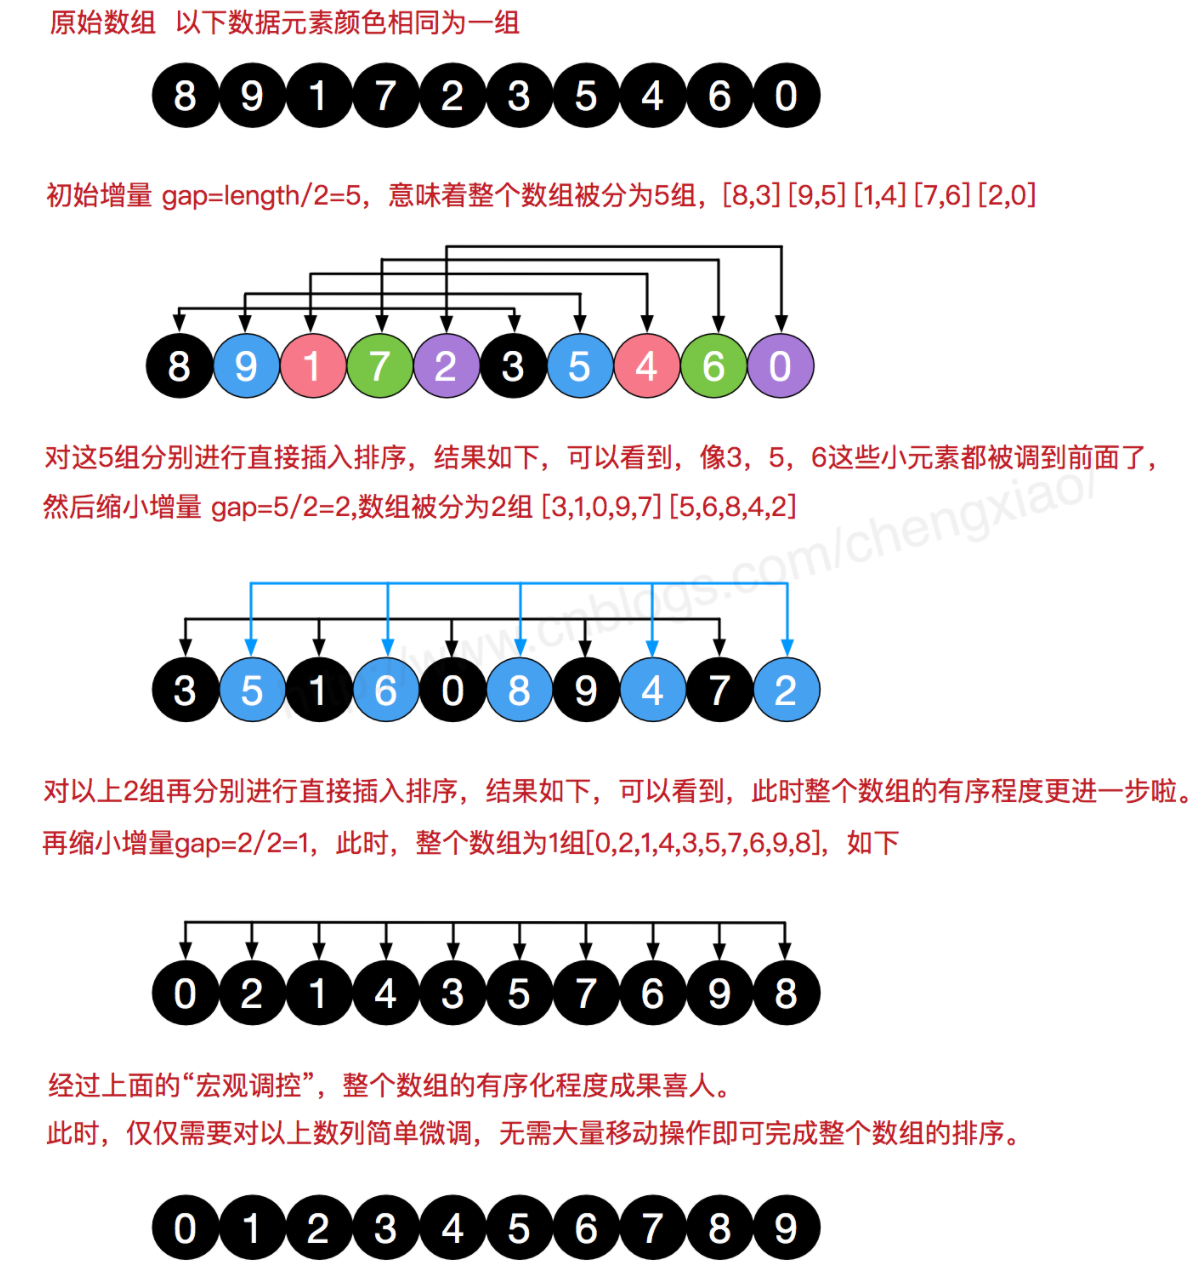 原始数组 以下数据元素颜色相同为一组
8 9 1 7 2 3 5 4 6 0
初始增量 gap=length/2=5，意味着整个数组被分为5组，[8,3][9,5][1,4][7,6][2,0]
8 9 1 7 2 3 5 4 6 0
对这5组分别进行直接插入排序，结果如下，可以看到，像3，5，6这些小元素都被调到前面了，
然后缩小增量 gap=5/2=2,数组被分为2组 [3,1,0,9,7][5,6,8,4,2]
http://www.cnblogs.com/chengxiao/
3 5 1 6 0 8 9 4 7 2
对以上2组再分别进行直接插入排序，结果如下，可以看到，此时整个数组的有序程度更进一步啦。
再缩小增量gap=2/2=1，此时，整个数组为1组[0,2,1,4,3,5,7,6,9,8]，如下
0 2 1 4 3 5 7 6 9 8
经过上面的“宏观调控”，整个数组的有序化程度成果喜人。
此时，仅仅需要对以上数列简单微调，无需大量移动操作即可完成整个数组的排序。
0 1 2 3 4 5 6 7 8 9